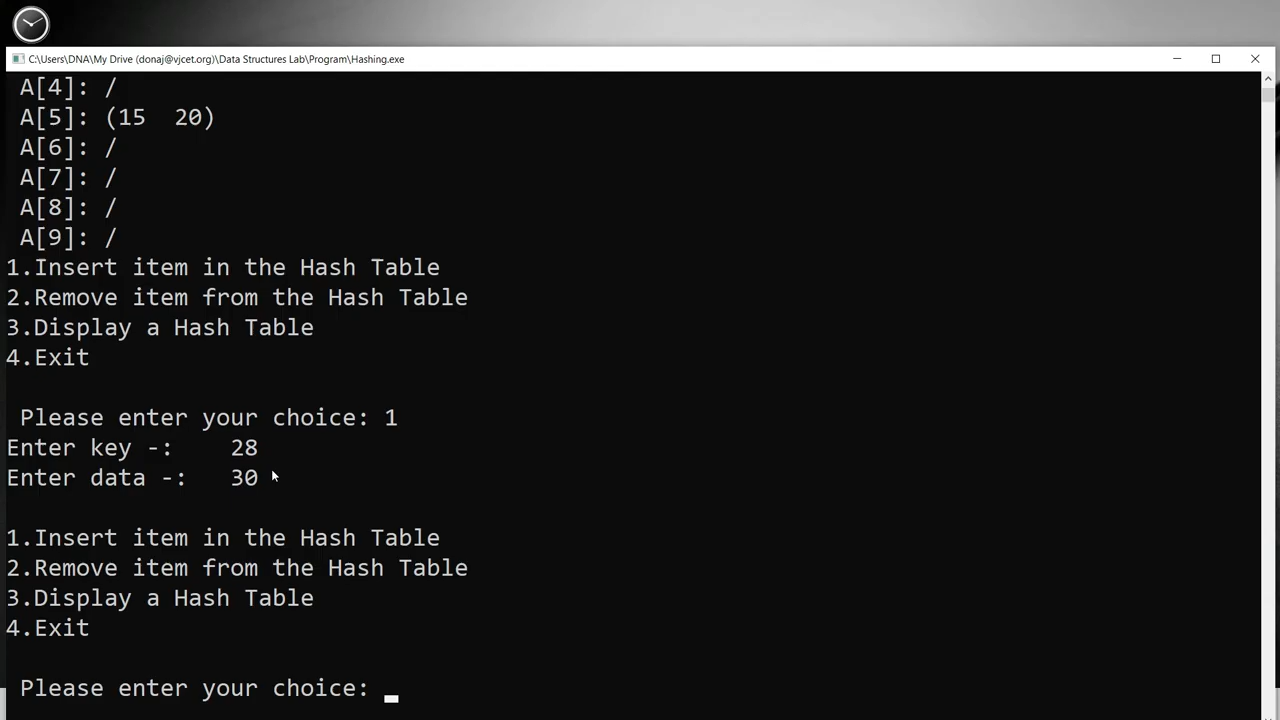 C:\Users\DNA\My Drive (donaj@vjcet.org)\Data Structures Lab\Program\Hashing.exe
A[4]: /
A[5]: (15  20)
A[6]: /
A[7]: /
A[8]: /
A[9]: /
1.Insert item in the Hash Table
2.Remove item from the Hash Table
3.Display a Hash Table
4.Exit
Please enter your choice: 1
Enter key -:    28
Enter data -:   30
1.Insert item in the Hash Table
2.Remove item from the Hash Table
3.Display a Hash Table
4.Exit
Please enter your choice: